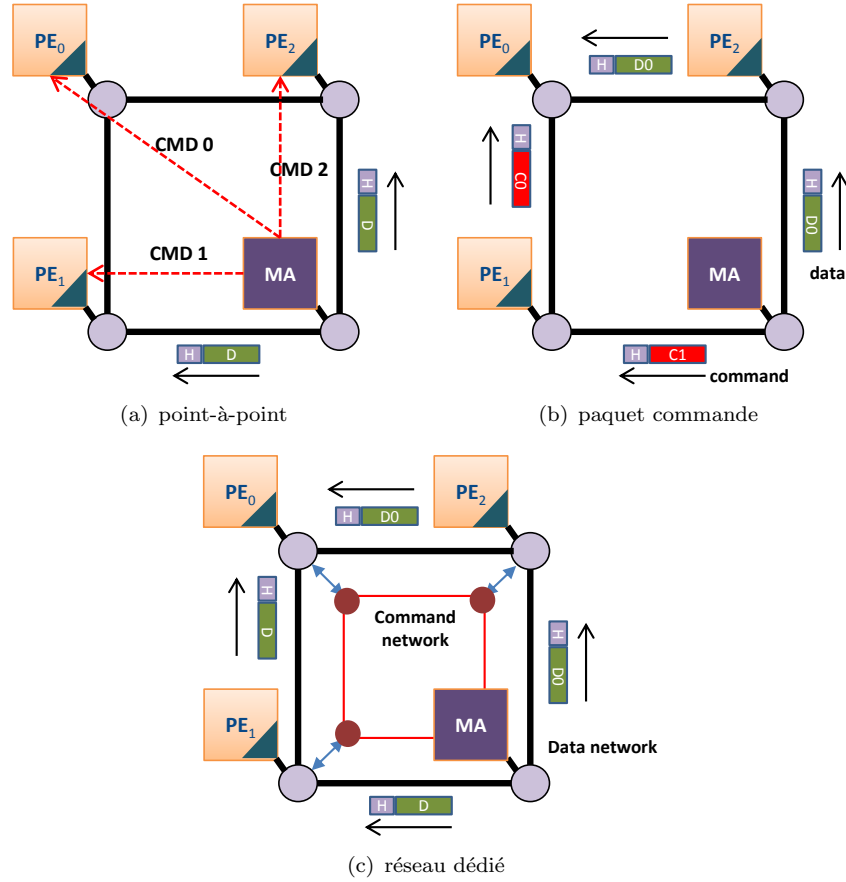 PE0 PE2
CMD 0
CMD 2
H D
PE1 CMD 1 MA
H D
(a) point-à-point
PE0 PE2
H D0
H C0
H D0
PE1 MA data
H C1
command
(b) paquet commande
PE0 PE2
H D0
H D
Command
network
H D0
PE1 MA
Data network
H D
(c) réseau dédié